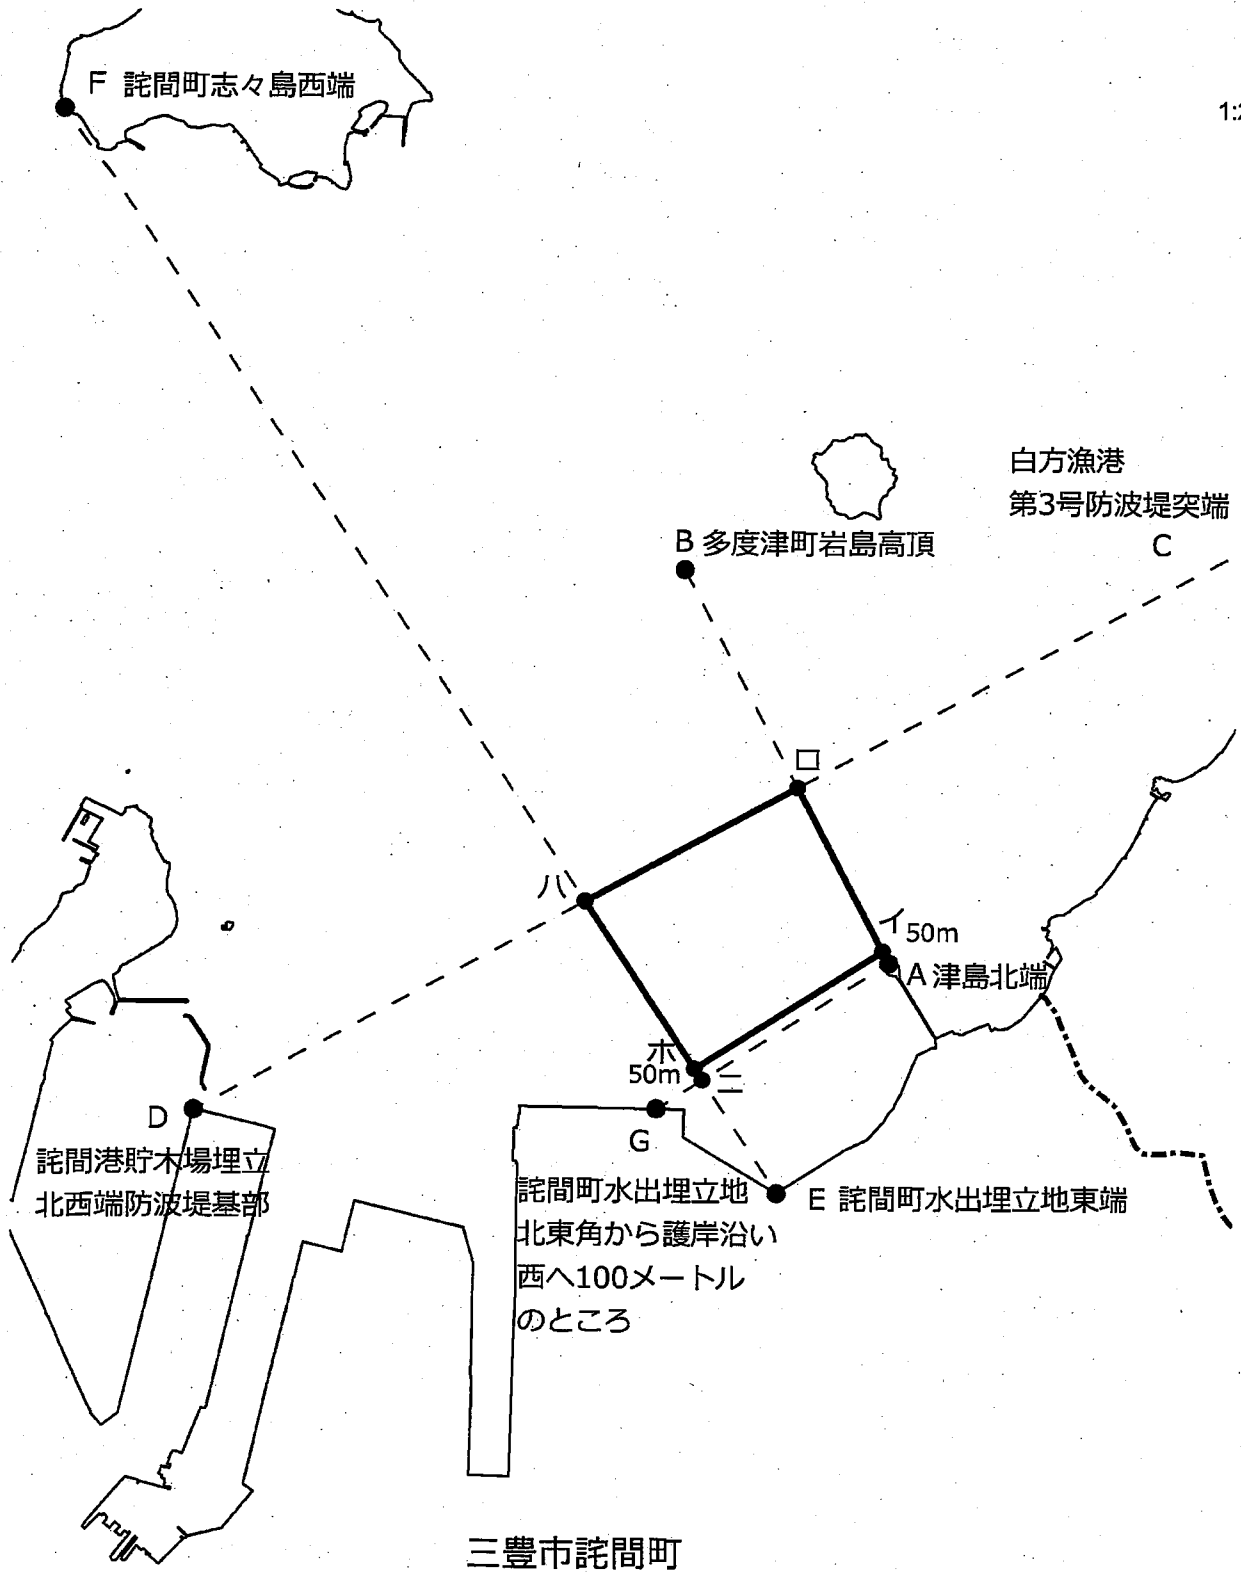 F 詫間町志々島西端
1:2
白方漁港
第3号防波堤突端
C
B 多度津町岩島高頂
ロ
ハ
イ 50m
A 津島北端
ホ
50m
ニ
D
詫間港貯木場埋立
北西端防波堤基部
G
詫間町水出埋立地
北東角から護岸沿い
西へ100メートル
のところ
E 詫間町水出埋立地東端
三豊市詫間町